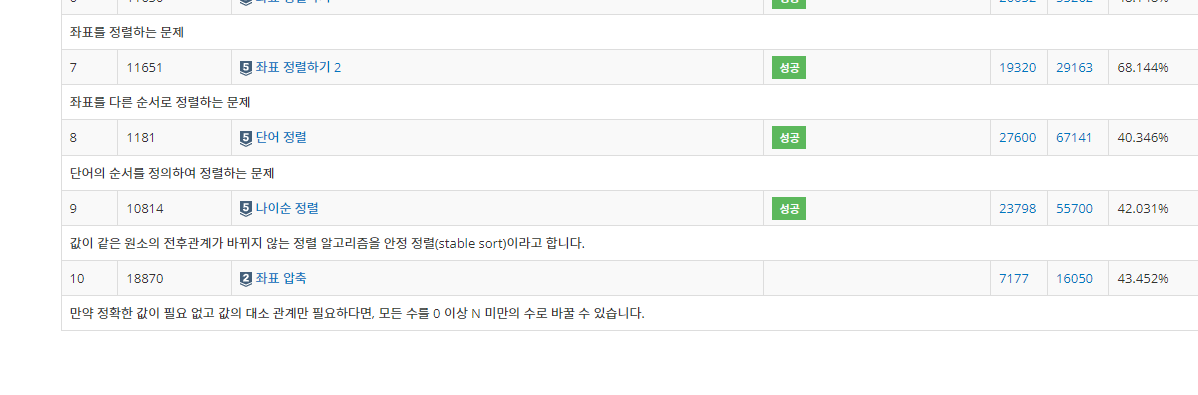 좌표를 정렬하는 문제
7 11651 5 좌표 정렬하기 2 성공 19320 29163 68.144%
좌표를 다른 순서로 정렬하는 문제
8 1181 5 단어 정렬 성공 27600 67141 40.346%
단어의 순서를 정의하여 정렬하는 문제
9 10814 5 나이순 정렬 성공 23798 55700 42.031%
값이 같은 원소의 전후관계가 바뀌지 않는 정렬 알고리즘을 안정 정렬(stable sort)이라고 합니다.
10 18870 2 좌표 압축 7177 16050 43.452%
만약 정확한 값이 필요 없고 값의 대소 관계만 필요하다면, 모든 수를 0 이상 N 미만의 수로 바꿀 수 있습니다.